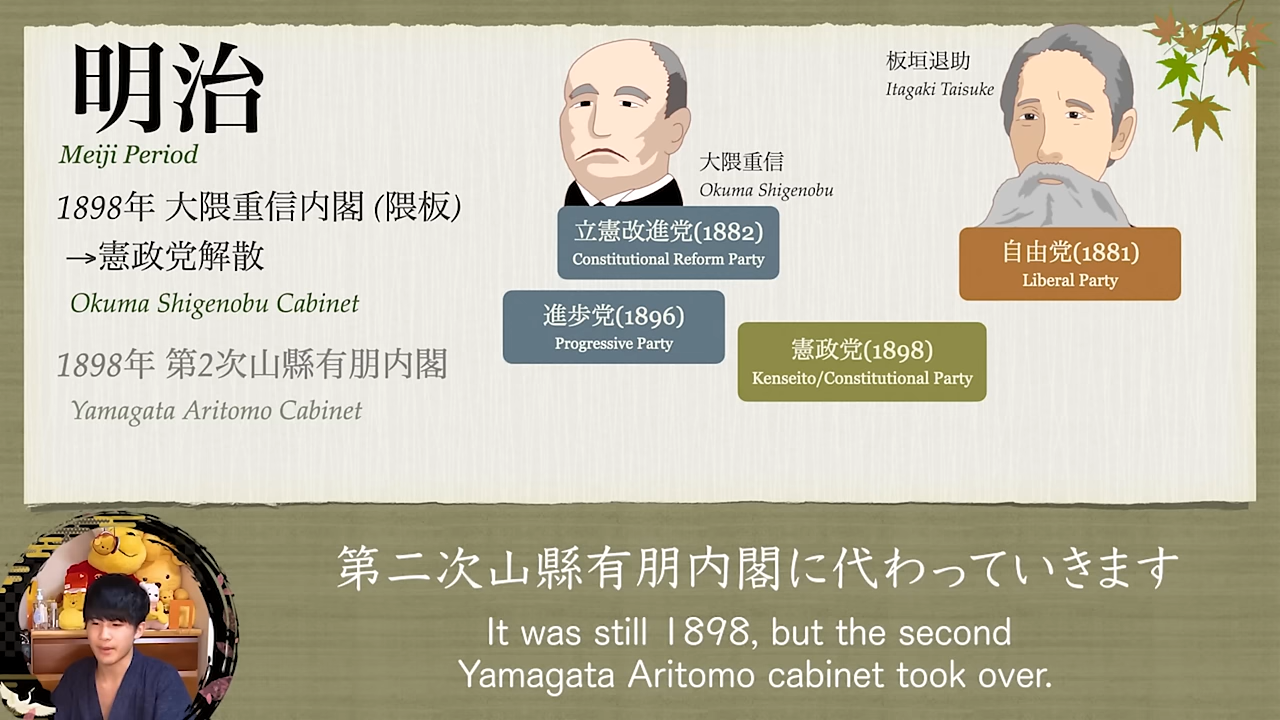 明治
Meiji Period
1898年 大隈重信内閣 (隈板)
→憲政党解散
Okuma Shigenobu Cabinet
1898年 第2次山縣有朋内閣
Yamagata Aritomo Cabinet
大隈重信
Okuma Shigenobu
板垣退助
Itagaki Taisuke
立憲改進党(1882)
Constitutional Reform Party
自由党(1881)
Liberal Party
進歩党(1896)
Progressive Party
憲政党(1898)
Kenseito/Constitutional Party
第二次山縣有朋内閣に代わっていきます
It was still 1898, but the second
Yamagata Aritomo cabinet took over.